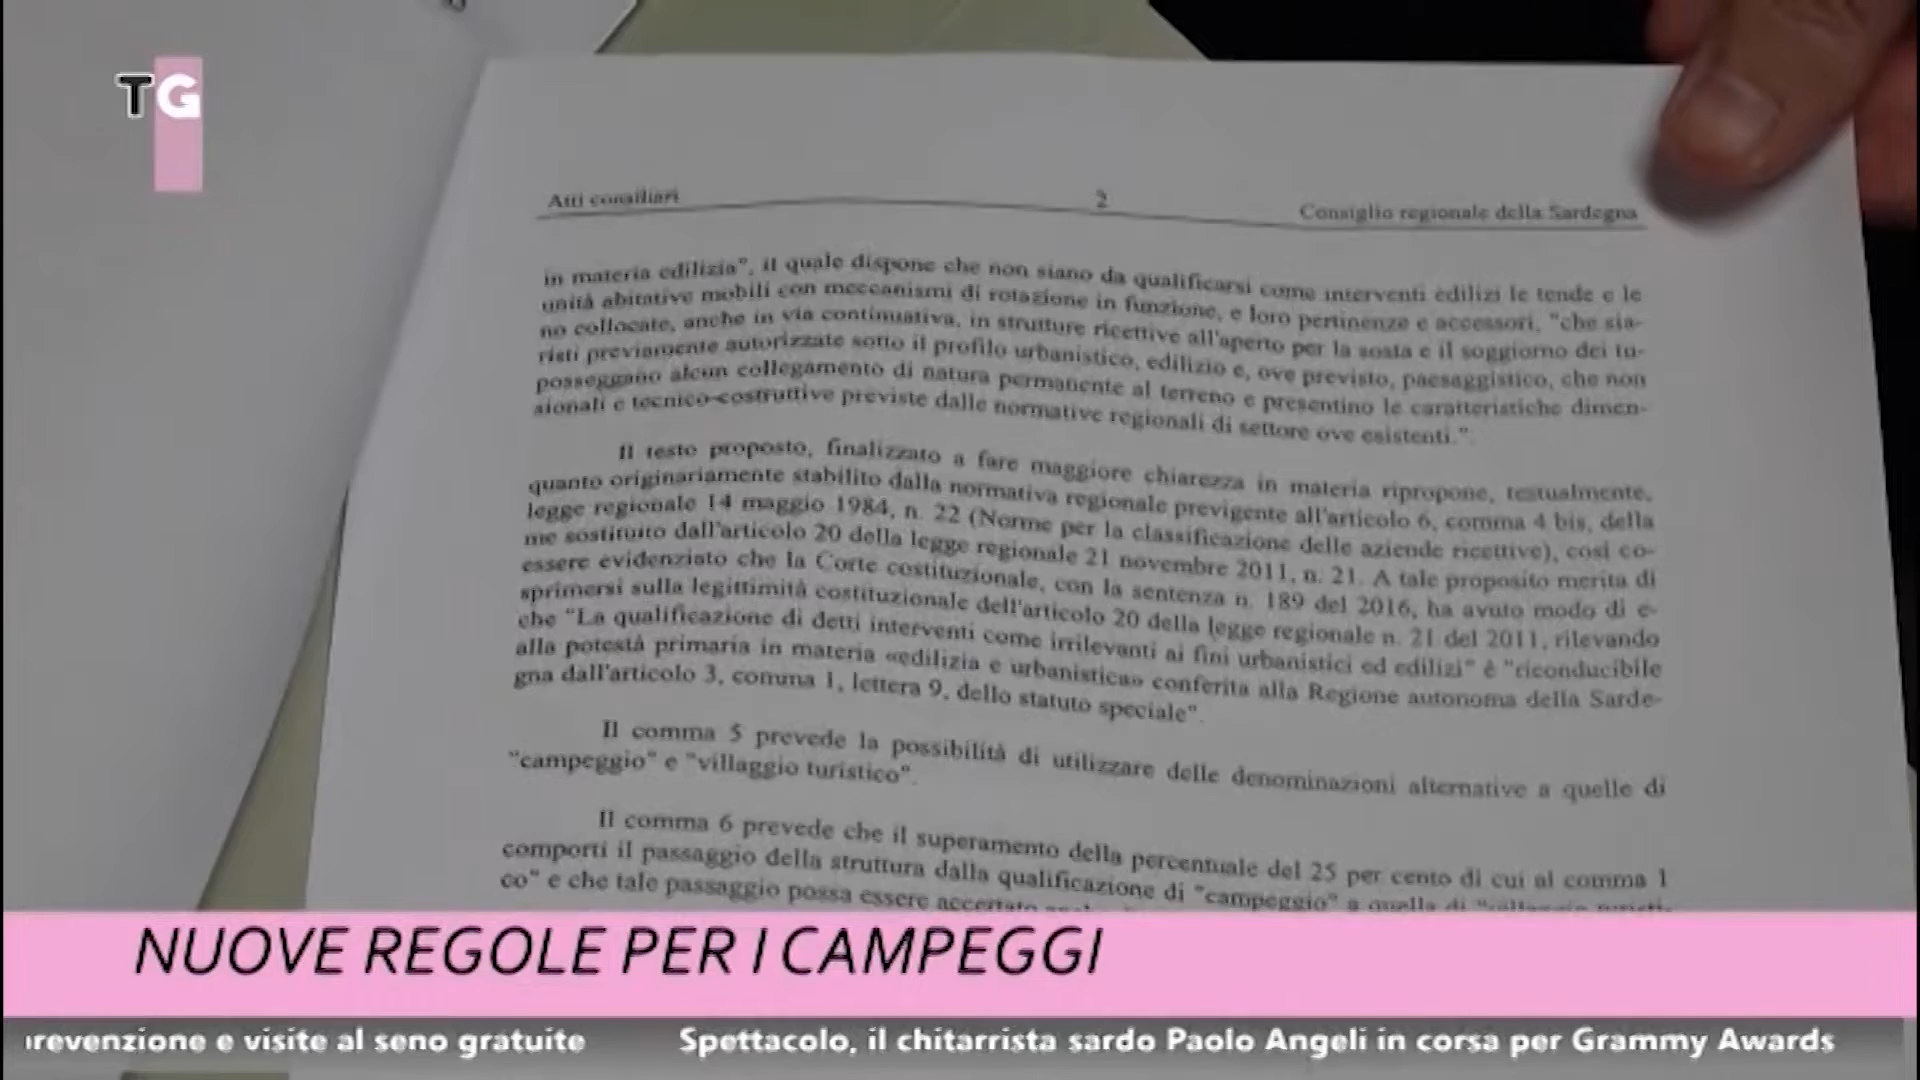 TG
Atti consiliari 2 Consiglio regionale della Sardegna
in materia edilizia", il quale dispone che non siano da qualificarsi come interventi edilizi le tende e le
unità abitative mobili con meccanismi di rotazione in funzione, e loro pertinenze e accessori, "che sia-
no collocate, anche in via continuativa, in strutture ricettive all'aperto per la sosta e il soggiorno dei tu-
risti previamente autorizzate sotto il profilo urbanistico, edilizio e, ove previsto, paesaggistico, che non
posseggano alcun collegamento di natura permanente al terreno e presentino le caratteristiche dimen-
sionali e tecnico-costruttive previste dalle normative regionali di settore ove esistenti.".
Il testo proposto, finalizzato a fare maggiore chiarezza in materia ripropone, testualmente,
quanto originariamente stabilito dalla normativa regionale previgente all'articolo 6, comma 4 bis, della
legge regionale 14 maggio 1984, n. 22 (Norme per la classificazione delle aziende ricettive), così co-
me sostituito dall'articolo 20 della legge regionale 21 novembre 2011, n. 21. A tale proposito merita di
essere evidenziato che la Corte costituzionale, con la sentenza n. 189 del 2016, ha avuto modo di e-
sprimersi sulla legittimità costituzionale dell'articolo 20 della legge regionale n. 21 del 2011, rilevando
che "La qualificazione di detti interventi come irrilevanti ai fini urbanistici ed edilizi" è "riconducibile
alla potestà primaria in materia «edilizia e urbanistica» conferita alla Regione autonoma della Sarde-
gna dall'articolo 3, comma 1, lettera 9, dello statuto speciale".
Il comma 5 prevede la possibilità di utilizzare delle denominazioni alternative a quelle di
"campeggio" e "villaggio turistico".
Il comma 6 prevede che il superamento della percentuale del 25 per cento di cui al comma 1
comporti il passaggio della struttura dalla qualificazione di "campeggio" a quella di "villaggio turisti-
co" e che tale passaggio possa essere accertato
NUOVE REGOLE PER I CAMPEGGI
revenzione e visite al seno gratuite Spettacolo, il chitarrista sardo Paolo Angeli in corsa per Grammy Awards